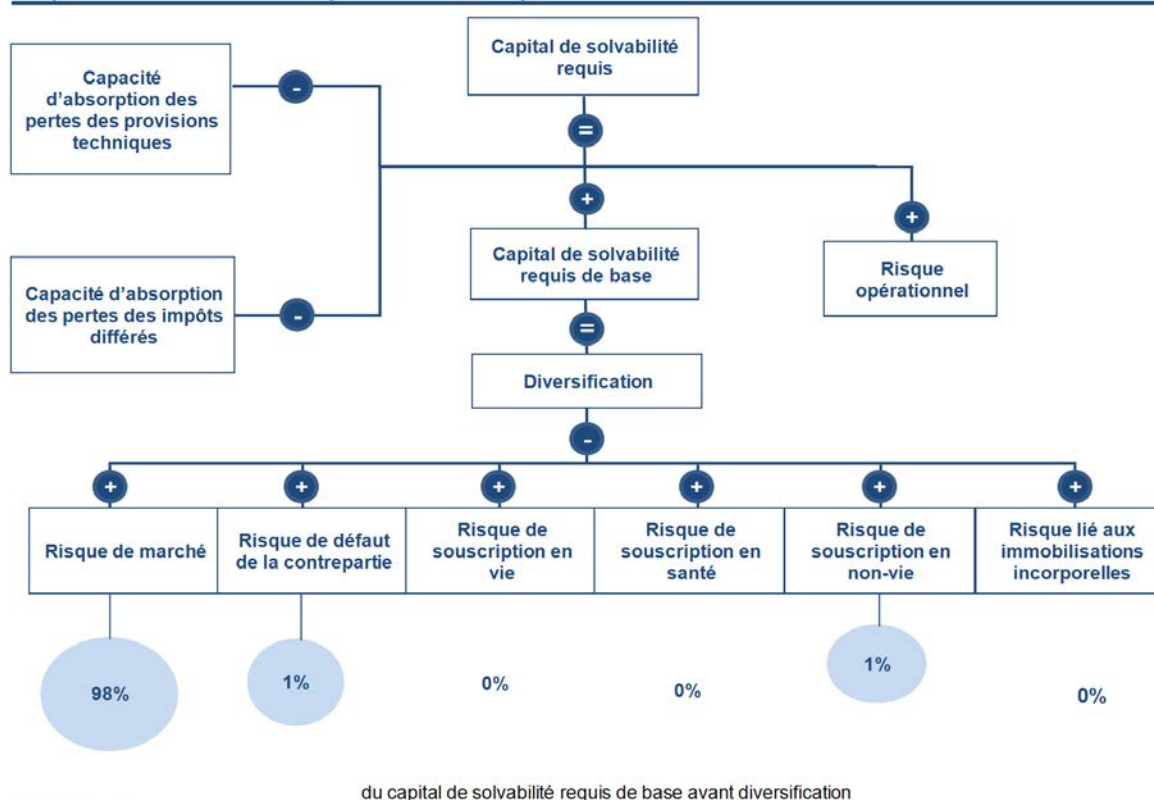 Capital de solvabilité
requis
Capacité
d'absorption des
pertes des provisions
techniques
-
=
+
+
Capital de solvabilité
requis de base
Risque
opérationnel
Capacité d'absorption
des pertes des impôts
différés
-
=
Diversification
-
+
+
+
+
+
+
Risque de marché
Risque de défaut
de la contrepartie
Risque de
souscription en
vie
Risque de
souscription en
santé
Risque de
souscription en
non-vie
Risque lié aux
immobilisations
incorporelles
98%
1%
0%
0%
1%
0%
du capital de solvabilité requis de base avant diversification